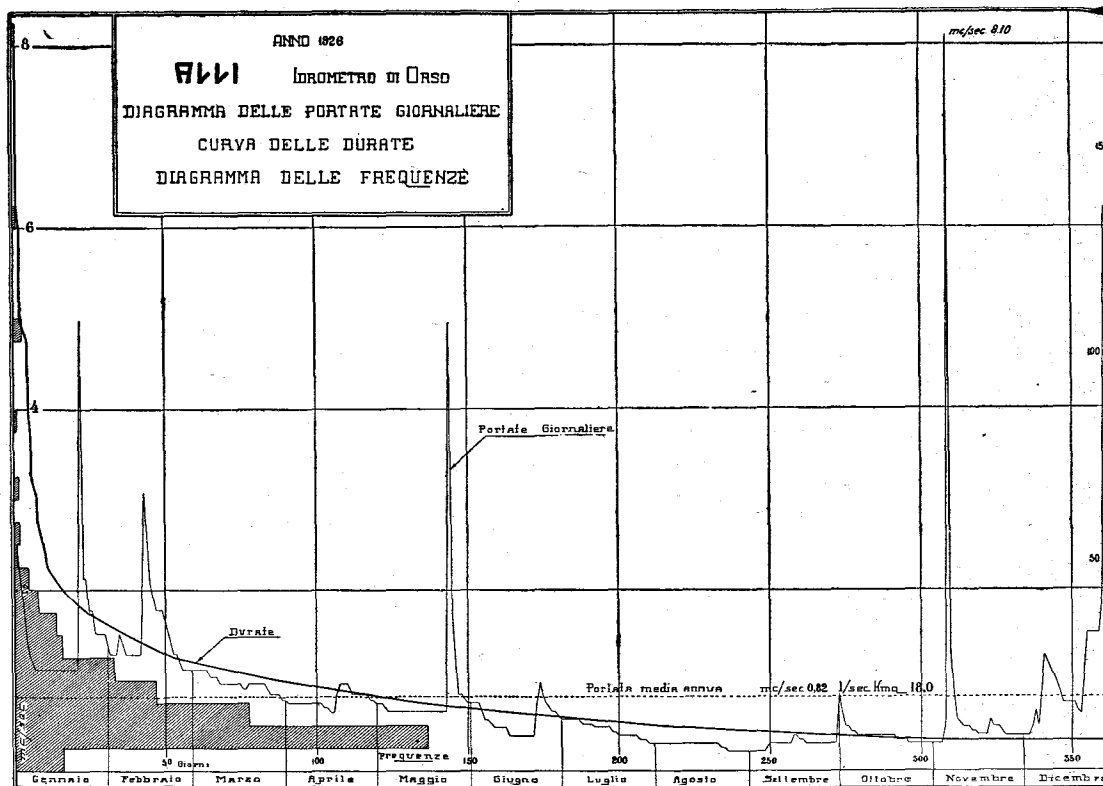 ANNO 1926
ALLI IDROMETRO DI ORSO
DIAGRAMMA DELLE PORTATE GIORNALIERE
CURVA DELLE DURATE
DIAGRAMMA DELLE FREQUENZE
mc/sec 8.10
8
6
4
100
50
Portate Giornaliere
Durate
Portata media annua mc/sec 0,82 l/sec Kmq 18.0
Frequenze
50 Giorni 100 150 200 250 300 350
Gennaio Febbraio Marzo Aprile Maggio Giugno Luglio Agosto Settembre Ottobre Novembre Dicembre